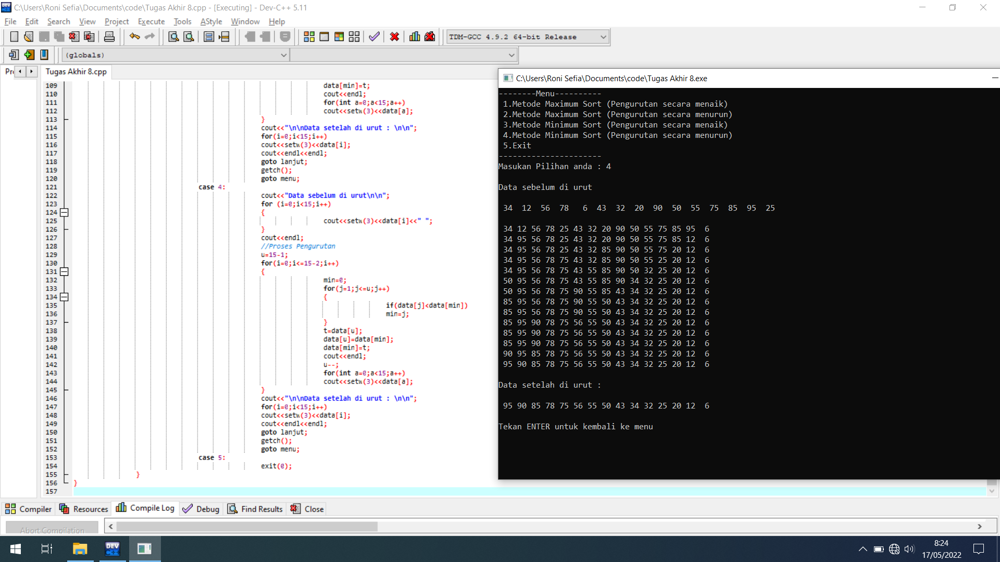 C:\Users\Roni Sefia\Documents\code\Tugas Akhir 8.cpp - [Executing] - Dev-C++ 5.11
File Edit Search View Project Execute Tools AStyle Window Help
TDM-GCC 4.9.2 64-bit Release
(globals)
Tugas Akhir 8.cpp
109 data[min]=t;
110 cout<<endl;
111 for(int a=0;a<15;a++)
112 cout<<setw(3)<<data[a];
113 }
114 cout<<"\n\nData setelah di urut : \n\n";
115 for(i=0;i<15;i++)
116 cout<<setw(3)<<data[i];
117 cout<<endl<<endl;
118 goto lanjut;
119 getch();
120 goto menu;
121 case 4:
122 cout<<"Data sebelum di urut\n\n";
123 for (i=0;i<15;i++)
124 {
125 cout<<setw(3)<<data[i]<<" ";
126 }
127 cout<<endl;
128 //Proses Pengurutan
129 u=15-1;
130 for(i=0;i<=15-2;i++)
131 {
132 min=0;
133 for(j=1;j<=u;j++)
134 {
135 if(data[j]<data[min])
136 min=j;
137 }
138 t=data[u];
139 data[u]=data[min];
140 data[min]=t;
141 cout<<endl;
142 u--;
143 for(int a=0;a<15;a++)
144 cout<<setw(3)<<data[a];
145 }
146 cout<<"\n\nData setelah di urut : \n\n";
147 for(i=0;i<15;i++)
148 cout<<setw(3)<<data[i];
149 cout<<endl<<endl;
150 goto lanjut;
151 getch();
152 goto menu;
153 case 5:
154 exit(0);
155 }
156 }
157
C:\Users\Roni Sefia\Documents\code\Tugas Akhir 8.exe
--------Menu----------
1.Metode Maximum Sort (Pengurutan secara menaik)
2.Metode Maximum Sort (Pengurutan secara menurun)
3.Metode Minimum Sort (Pengurutan secara menaik)
4.Metode Minimum Sort (Pengurutan secara menurun)
5.Exit
----------------------
Masukan Pilihan anda : 4
Data sebelum di urut
34 12 56 78 6 43 32 20 90 50 55 75 85 95 25
34 12 56 78 25 43 32 20 90 50 55 75 85 95 6
34 95 56 78 25 43 32 20 90 50 55 75 85 12 6
34 95 56 78 25 43 32 85 90 50 55 75 20 12 6
34 95 56 78 75 43 32 85 90 50 55 25 20 12 6
34 95 56 78 75 43 55 85 90 50 32 25 20 12 6
50 95 56 78 75 43 55 85 90 34 32 25 20 12 6
50 95 56 78 75 90 55 85 43 34 32 25 20 12 6
85 95 56 78 75 90 55 50 43 34 32 25 20 12 6
85 95 56 78 75 90 55 50 43 34 32 25 20 12 6
85 95 90 78 75 56 55 50 43 34 32 25 20 12 6
85 95 90 78 75 56 55 50 43 34 32 25 20 12 6
85 95 90 78 75 56 55 50 43 34 32 25 20 12 6
90 95 85 78 75 56 55 50 43 34 32 25 20 12 6
95 90 85 78 75 56 55 50 43 34 32 25 20 12 6
Data setelah di urut :
95 90 85 78 75 56 55 50 43 34 32 25 20 12 6
Tekan ENTER untuk kembali ke menu
Compiler Resources Compile Log Debug Find Results Close
Abort Compilation
DEV C++
8:24
17/05/2022